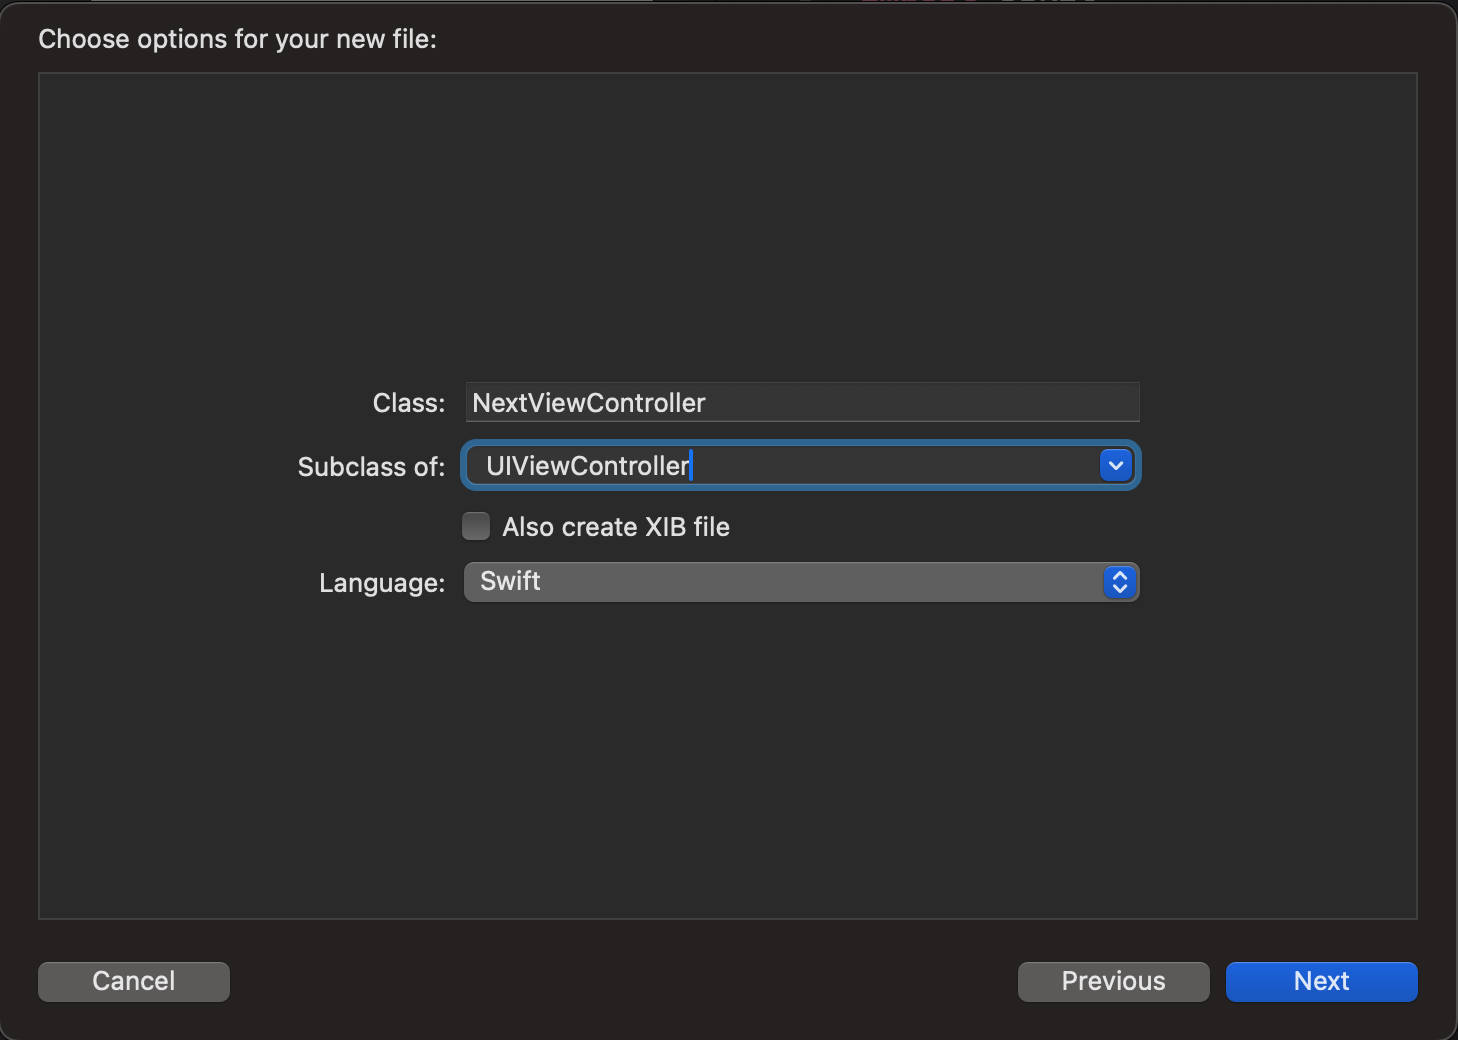 Choose options for your new file:
Class: NextViewController
Subclass of: UIViewController
Also create XIB file
Language: Swift
Cancel Previous Next